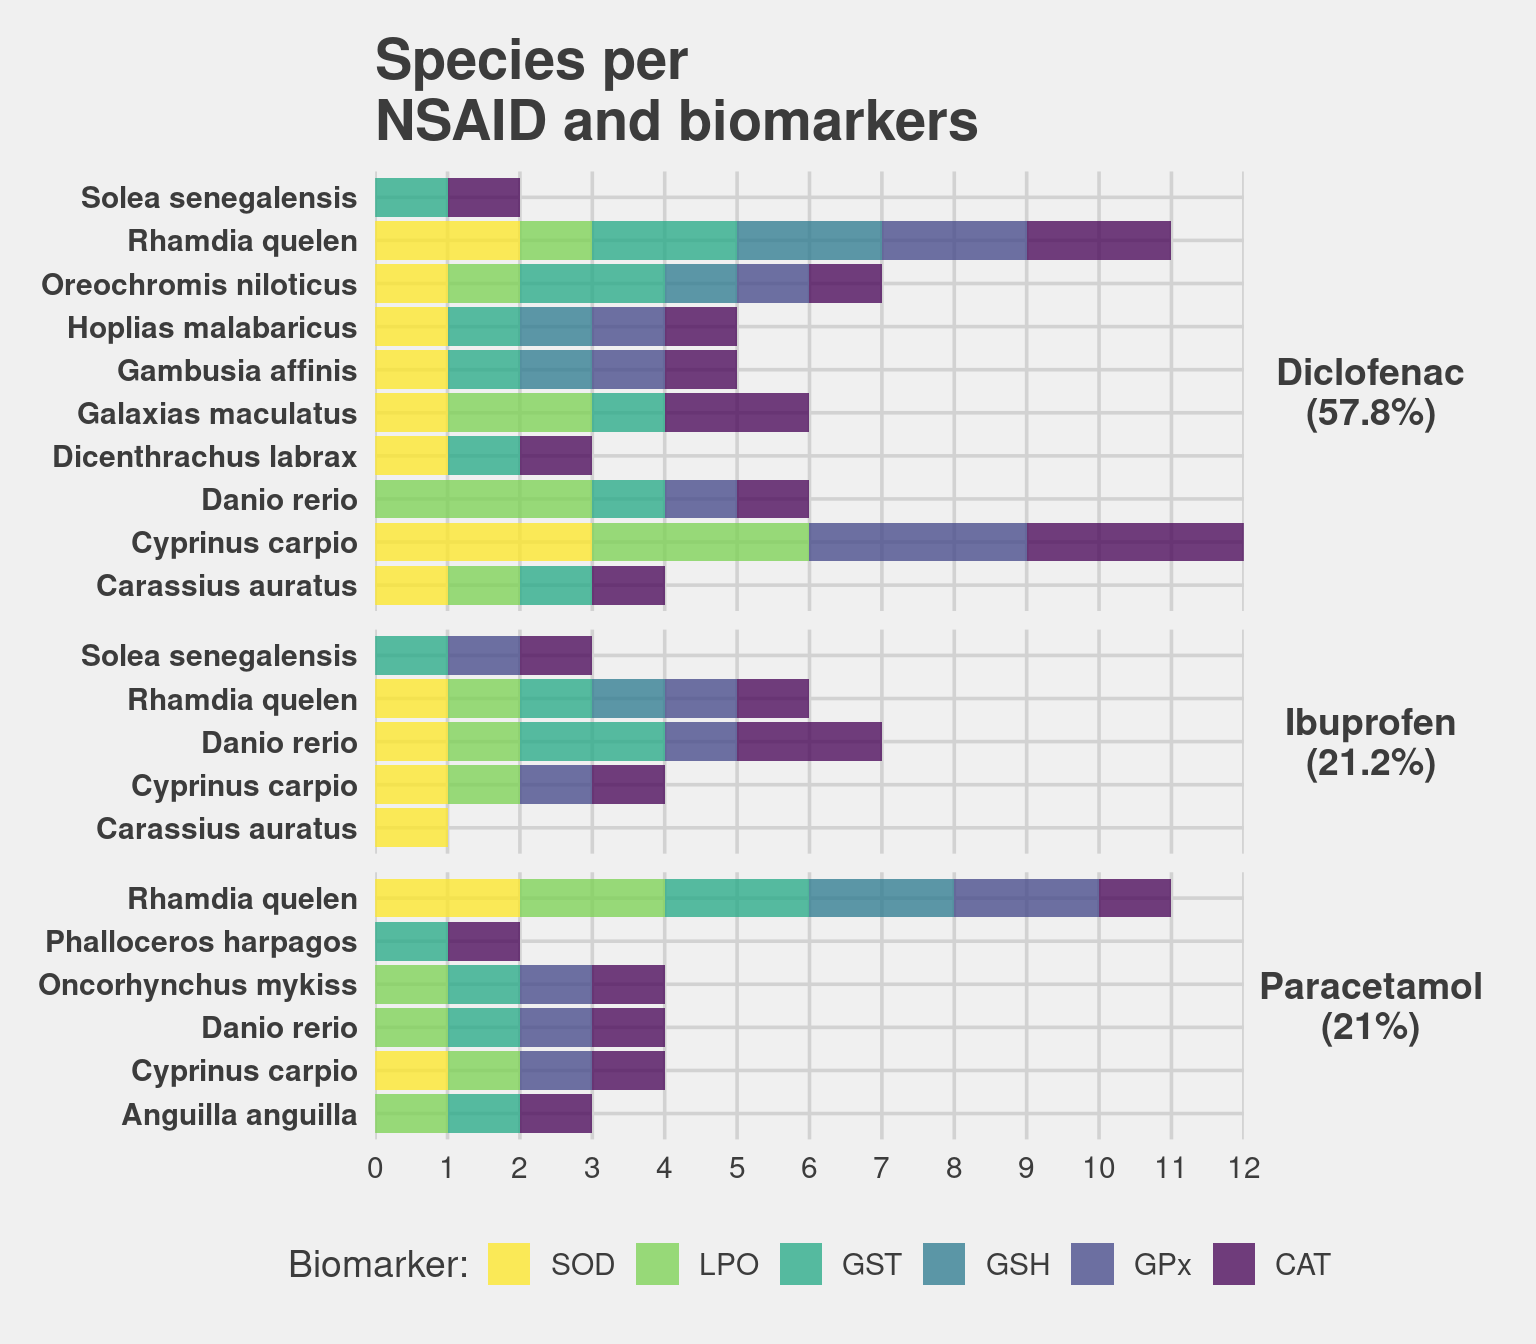 Species per
NSAID and biomarkers
Solea senegalensis
Rhamdia quelen
Oreochromis niloticus
Hoplias malabaricus
Gambusia affinis
Galaxias maculatus
Dicenthrachus labrax
Danio rerio
Cyprinus carpio
Carassius auratus
Diclofenac
(57.8%)
Solea senegalensis
Rhamdia quelen
Danio rerio
Cyprinus carpio
Carassius auratus
Ibuprofen
(21.2%)
Rhamdia quelen
Phalloceros harpagos
Oncorhynchus mykiss
Danio rerio
Cyprinus carpio
Anguilla anguilla
Paracetamol
(21%)
0 1 2 3 4 5 6 7 8 9 10 11 12
Biomarker: SOD LPO GST GSH GPx CAT